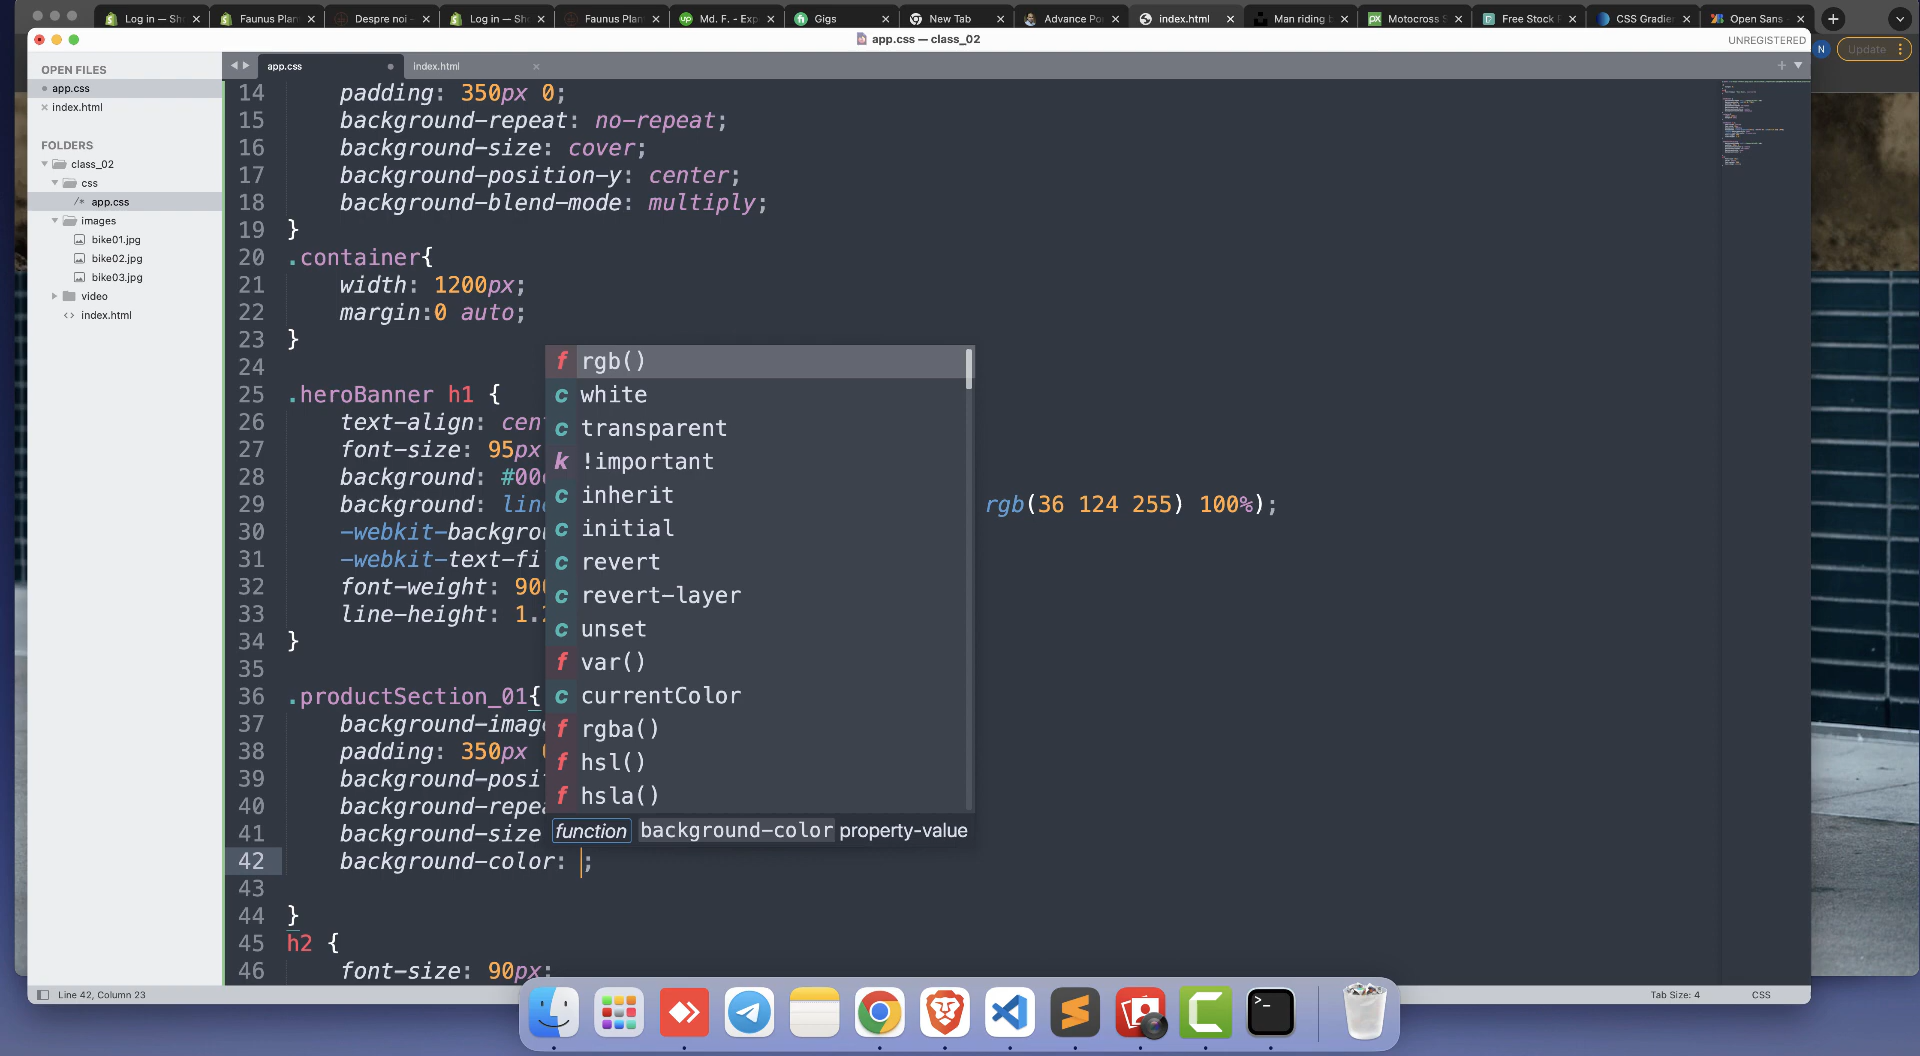 Log in — Sh
Faunus Plan
Despre noi -
Log in — Sh
Faunus Plan
Md. F. - Exp
Gigs
New Tab
Advance Po
index.html
Man riding
Motocross S
Free Stock
CSS Gradie
Open Sans
app.css — class_02
UNREGISTERED
N
Update
OPEN FILES
app.css
index.html
FOLDERS
class_02
css
/* app.css
images
bike01.jpg
bike02.jpg
bike03.jpg
video
<> index.html
app.css
index.html
14 padding: 350px 0;
15 background-repeat: no-repeat;
16 background-size: cover;
17 background-position-y: center;
18 background-blend-mode: multiply;
19 }
20 .container{
21 width: 1200px;
22 margin:0 auto;
23 }
24
25 .heroBanner h1 {
26 text-align: cen
27 font-size: 95px
28 background: #00
29 background: lin rgb(36 124 255) 100%);
30 -webkit-backgrou
31 -webkit-text-fi
32 font-weight: 900
33 line-height: 1.
34 }
35
36 .productSection_01{
37 background-image
38 padding: 350px
39 background-posi
40 background-repea
41 background-size
42 background-color: ;
43
44 }
45 h2 {
46 font-size: 90px;
f rgb()
c white
c transparent
k !important
c inherit
c initial
c revert
c revert-layer
c unset
f var()
c currentColor
f rgba()
f hsl()
f hsla()
function background-color property-value
Line 42, Column 23
Tab Size: 4
CSS